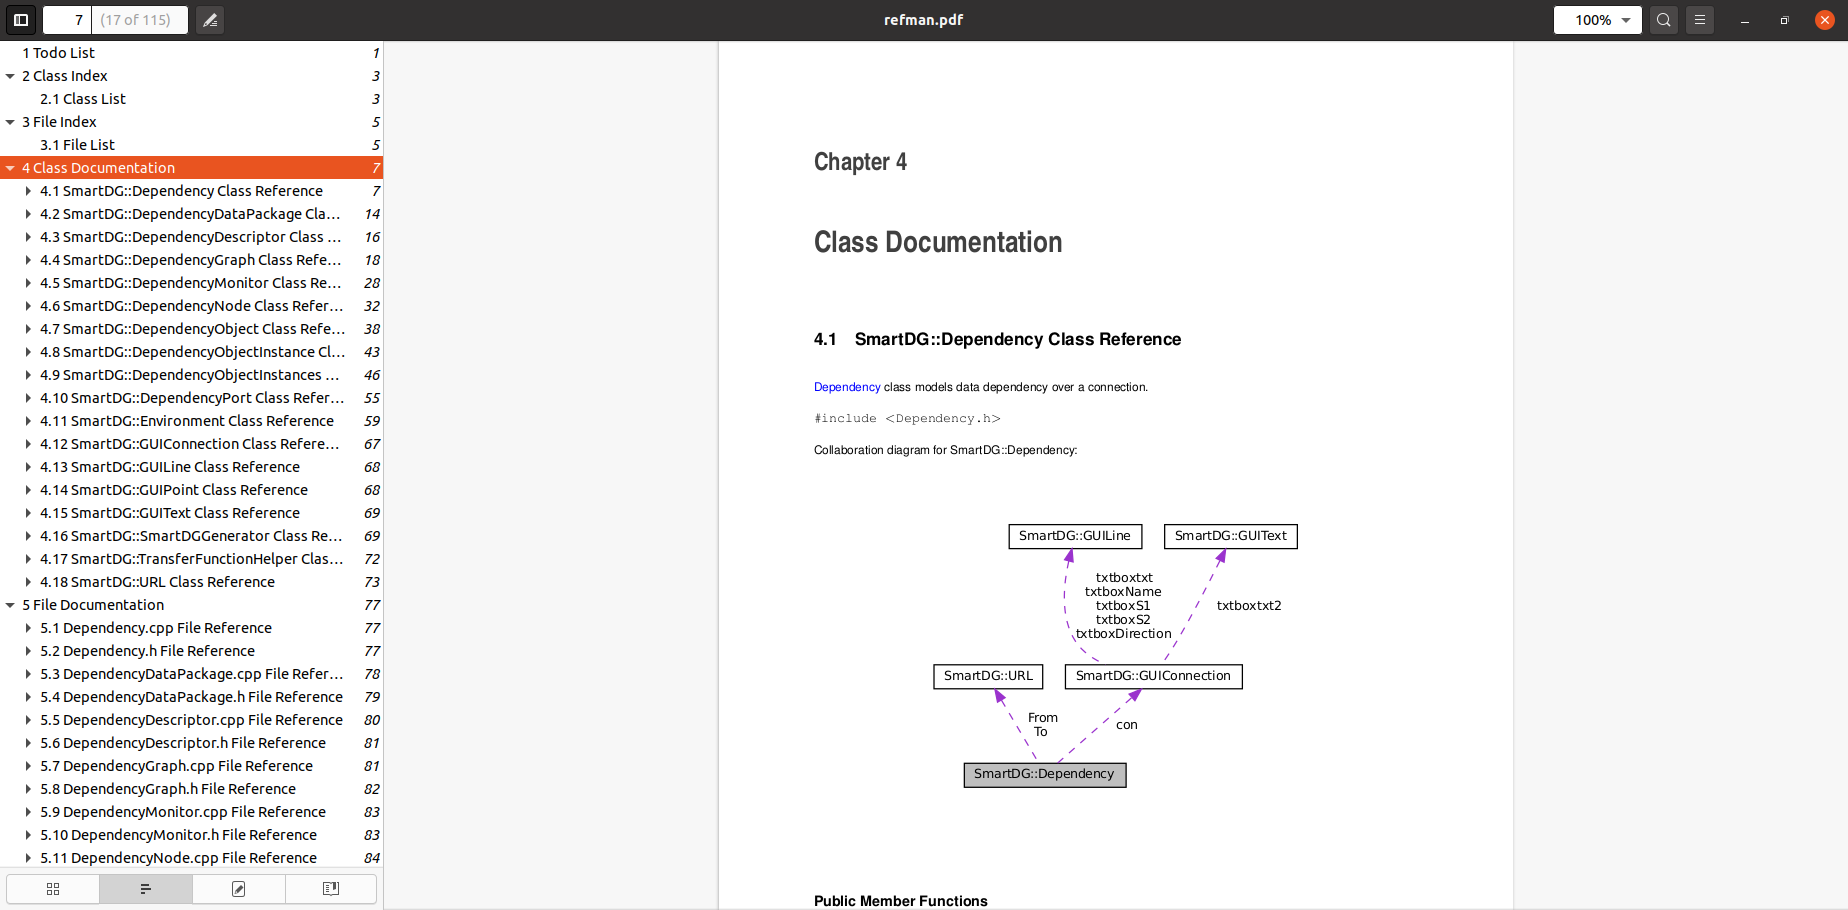 7 (17 of 115)
refman.pdf
100%
1 Todo List 1
2 Class Index 3
2.1 Class List 3
3 File Index 5
3.1 File List 5
4 Class Documentation 7
4.1 SmartDG::Dependency Class Reference 7
4.2 SmartDG::DependencyDataPackage Cla... 14
4.3 SmartDG::DependencyDescriptor Class ... 16
4.4 SmartDG::DependencyGraph Class Refe... 18
4.5 SmartDG::DependencyMonitor Class Re... 28
4.6 SmartDG::DependencyNode Class Refer... 32
4.7 SmartDG::DependencyObject Class Refe... 38
4.8 SmartDG::DependencyObjectInstance Cl... 43
4.9 SmartDG::DependencyObjectInstances ... 46
4.10 SmartDG::DependencyPort Class Refer... 55
4.11 SmartDG::Environment Class Reference 59
4.12 SmartDG::GUIConnection Class Refere... 67
4.13 SmartDG::GUILine Class Reference 68
4.14 SmartDG::GUIPoint Class Reference 68
4.15 SmartDG::GUIText Class Reference 69
4.16 SmartDG::SmartDGGenerator Class Re... 69
4.17 SmartDG::TransferFunctionHelper Clas... 72
4.18 SmartDG::URL Class Reference 73
5 File Documentation 77
5.1 Dependency.cpp File Reference 77
5.2 Dependency.h File Reference 77
5.3 DependencyDataPackage.cpp File Refer... 78
5.4 DependencyDataPackage.h File Reference 79
5.5 DependencyDescriptor.cpp File Reference 80
5.6 DependencyDescriptor.h File Reference 81
5.7 DependencyGraph.cpp File Reference 81
5.8 DependencyGraph.h File Reference 82
5.9 DependencyMonitor.cpp File Reference 83
5.10 DependencyMonitor.h File Reference 83
5.11 DependencyNode.cpp File Reference 84
Chapter 4
Class Documentation
4.1 SmartDG::Dependency Class Reference
Dependency class models data dependency over a connection.
#include <Dependency.h>
Collaboration diagram for SmartDG::Dependency:
SmartDG::GUILine
SmartDG::GUIText
txtboxtxt
txtboxName
txtboxS1
txtboxS2
txtboxDirection
txtboxtxt2
SmartDG::URL
SmartDG::GUIConnection
From
To
con
SmartDG::Dependency
Public Member Functions